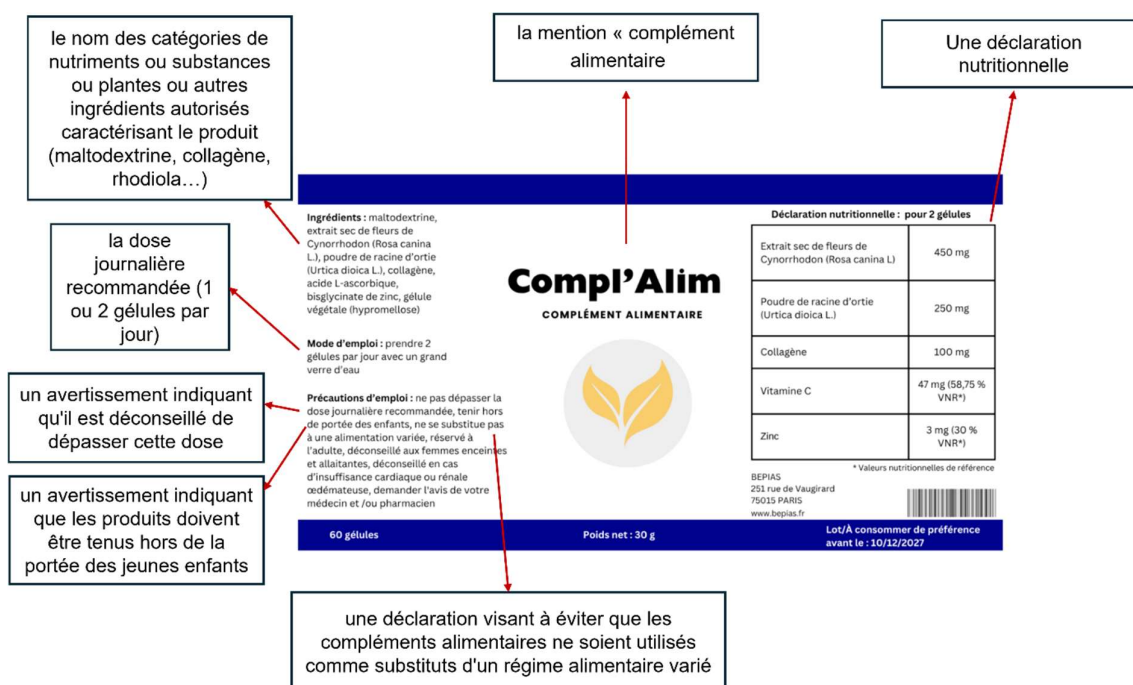 le nom des catégories de
nutriments ou substances
ou plantes ou autres
ingrédients autorisés
caractérisant le produit
(maltodextrine, collagène,
rhodiola…)
la mention « complément
alimentaire
Une déclaration
nutritionnelle
la dose
journalière
recommandée (1
ou 2 gélules par
jour)
un avertissement indiquant
qu'il est déconseillé de
dépasser cette dose
un avertissement indiquant
que les produits doivent
être tenus hors de la
portée des jeunes enfants
Ingrédients : maltodextrine,
extrait sec de fleurs de
Cynorrhodon (Rosa canina
L.), poudre de racine d'ortie
(Urtica dioica L.), collagène,
acide L-ascorbique,
bisglycinate de zinc, gélule
végétale (hypromellose)
Mode d'emploi : prendre 2
gélules par jour avec un grand
verre d'eau
Précautions d'emploi : ne pas dépasser la
dose journalière recommandée, tenir hors
de portée des enfants, ne se substitue pas
à une alimentation variée, réservé à
l'adulte, déconseillé aux femmes enceintes
et allaitantes, déconseillé en cas
d'insuffisance cardiaque ou rénale
œdémateuse, demander l'avis de votre
médecin et /ou pharmacien
Compl'Alim
COMPLÉMENT ALIMENTAIRE
Déclaration nutritionnelle : pour 2 gélules
Extrait sec de fleurs de
Cynorrhodon (Rosa canina L)
450 mg
Poudre de racine d'ortie
(Urtica dioica L.)
250 mg
Collagène
100 mg
Vitamine C
47 mg (58,75 %
VNR*)
Zinc
3 mg (30 %
VNR*)
* Valeurs nutritionnelles de référence
BEPIAS
251 rue de Vaugirard
75015 PARIS
www.bepias.fr
60 gélules
Poids net : 30 g
Lot/À consommer de préférence
avant le : 10/12/2027
une déclaration visant à éviter que les
compléments alimentaires ne soient utilisés
comme substituts d'un régime alimentaire varié